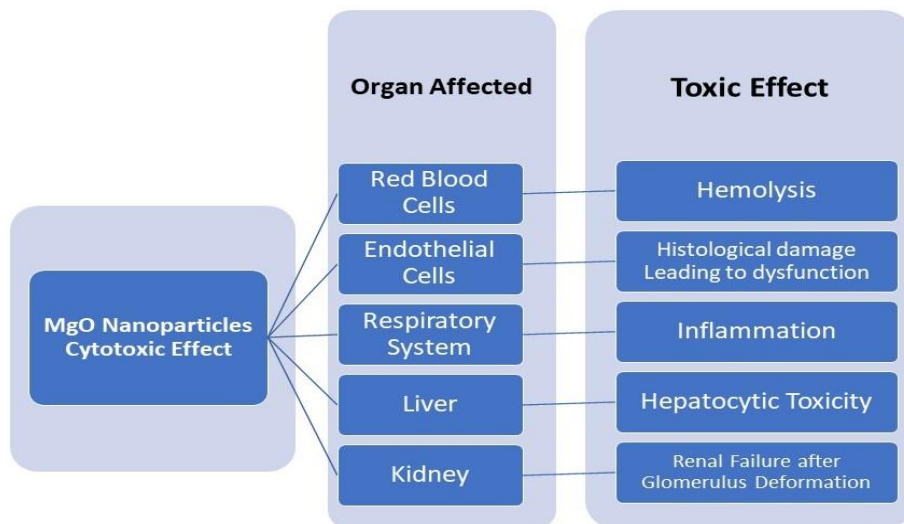 Organ Affected
Toxic Effect
MgO Nanoparticles
Cytotoxic Effect
Red Blood
Cells
Hemolysis
Endothelial
Cells
Histological damage
Leading to dysfunction
Respiratory
System
Inflammation
Liver
Hepatocytic Toxicity
Kidney
Renal Failure after
Glomerulus Deformation